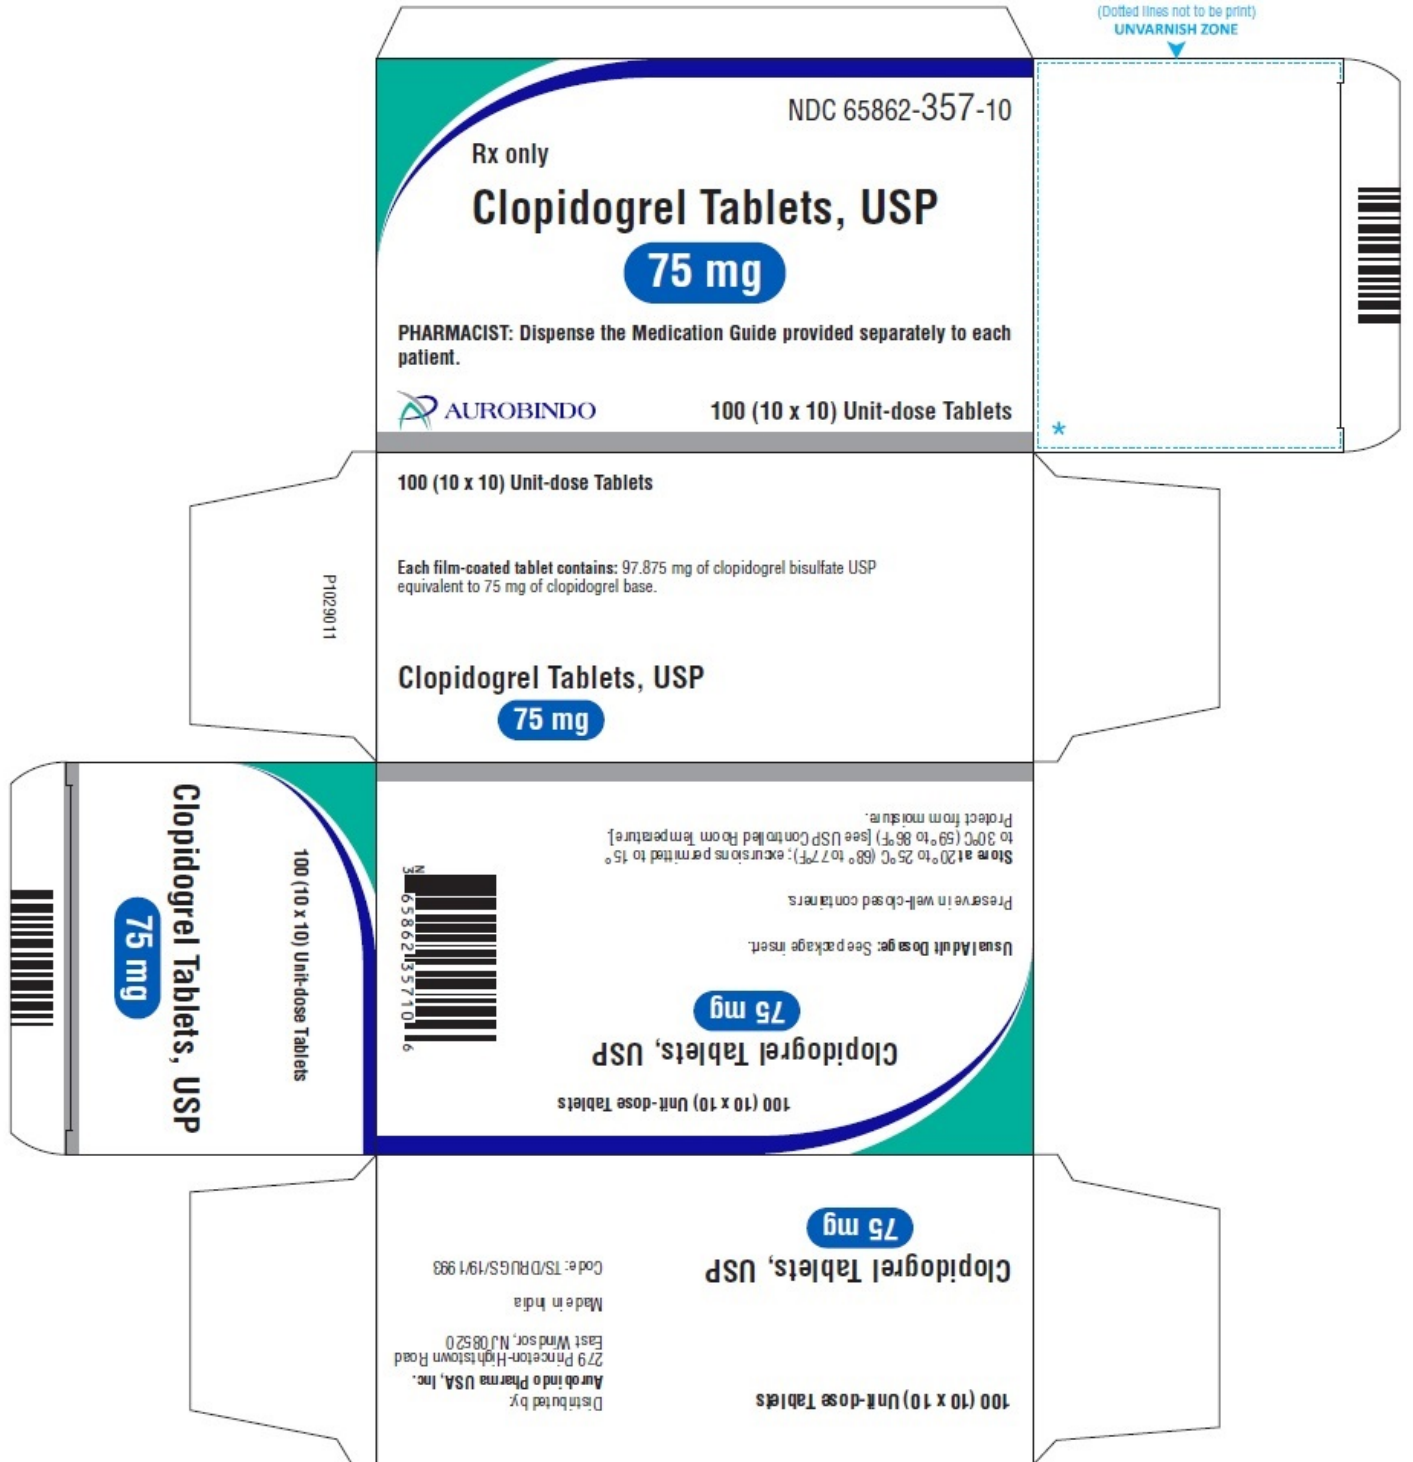 (Dotted lines not to be print)
UNVARNISH ZONE
NDC 65862-357-10
Rx only
Clopidogrel Tablets, USP
75 mg
PHARMACIST: Dispense the Medication Guide provided separately to each
patient.
AUROBINDO
100 (10 x 10) Unit-dose Tablets
*
100 (10 x 10) Unit-dose Tablets
Each film-coated tablet contains: 97.875 mg of clopidogrel bisulfate USP
equivalent to 75 mg of clopidogrel base.
P1029011
Clopidogrel Tablets, USP
75 mg
Clopidogrel Tablets, USP
75 mg
100 (10 x 10) Unit-dose Tablets
100 (10 x 10) Unit-dose Tablets
Clopidogrel Tablets, USP
75 mg
Usual Adult Dosage: See package insert.
Preserve in well-closed containers.
Store at 20° to 25°C (68° to 77°F); excursions permitted to 15°
to 30°C (59° to 86°F) [see USP Controlled Room Temperature].
Protect from moisture.
N
3 65862 35710 6
100 (10 x 10) Unit-dose Tablets
Clopidogrel Tablets, USP
75 mg
Distributed by:
Aurobindo Pharma USA, Inc.
279 Princeton-Hightstown Road
East Windsor, NJ 08520
Made in India
Code: TS/DRUGS/19/1993